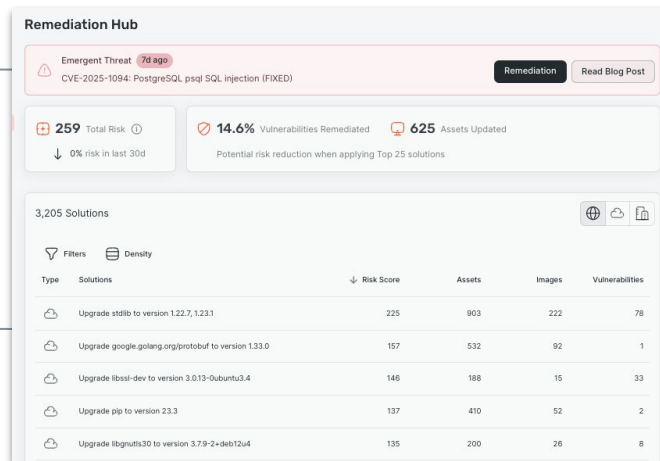 Remediation Hub
Emergent Threat 7d ago
CVE-2025-1094: PostgreSQL psql SQL injection (FIXED)
Remediation
Read Blog Post
259 Total Risk
0% risk in last 30d
14.6% Vulnerabilities Remediated
625 Assets Updated
Potential risk reduction when applying Top 25 solutions
3,205 Solutions
Filters
Density
Type Solutions Risk Score Assets Images Vulnerabilities
Upgrade stdlib to version 1.22.7, 1.23.1 225 903 222 78
Upgrade google.golang.org/protobuf to version 1.33.0 157 532 92 1
Upgrade libssl-dev to version 3.0.13-0ubuntu3.4 146 188 15 33
Upgrade pip to version 23.3 137 410 52 2
Upgrade libgnutls30 to version 3.7.9-2+deb12u4 135 200 26 8